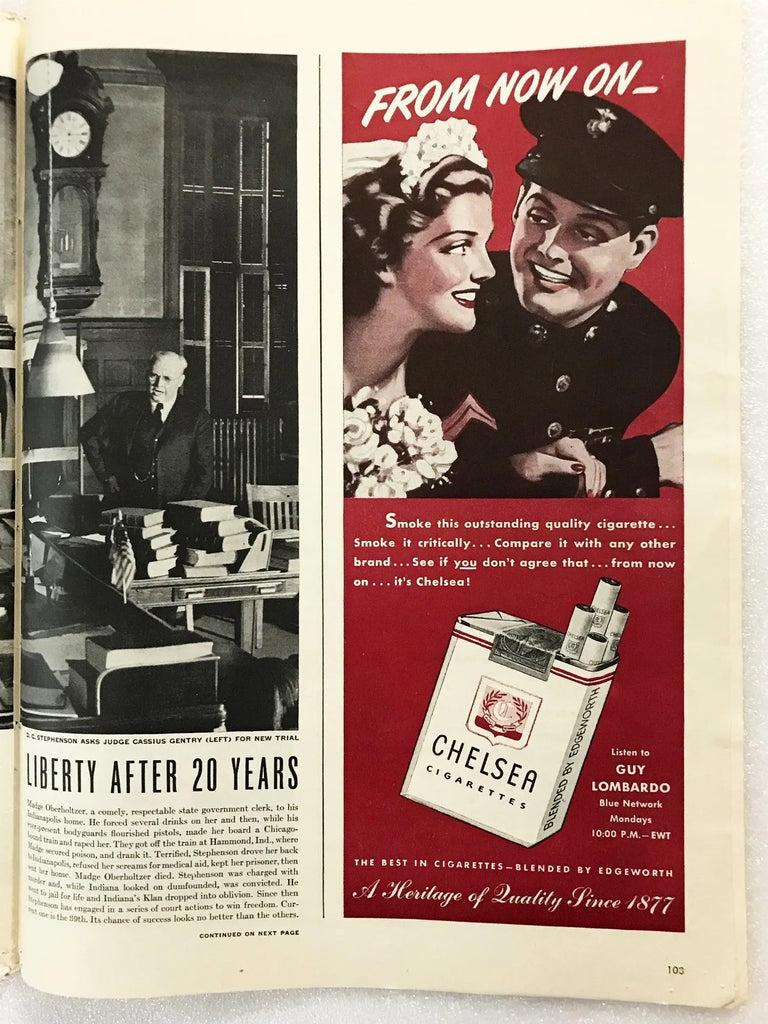 D. C. STEPHENSON ASKS JUDGE CASSIUS GENTRY (LEFT) FOR NEW TRIAL
LIBERTY AFTER 20 YEARS
Madge Oberholtzer, a comely, respectable state government clerk, to his
Indianapolis home. He forced several drinks on her and then, while his
ever-present bodyguards flourished pistols, made her board a Chicago-
bound train and raped her. They got off the train at Hammond, Ind., where
Madge secured poison, and drank it. Terrified, Stephenson drove her back
to Indianapolis, refused her screams for medical aid, kept her prisoner, then
sent her home. Madge Oberholtzer died. Stephenson was charged with
murder and, while Indiana looked on dumfounded, was convicted. He
went to jail for life and Indiana's Klan dropped into oblivion. Since then
Stephenson has engaged in a series of court actions to win freedom. Cur-
rent one is the 39th. Its chance of success looks no better than the others.
CONTINUED ON NEXT PAGE
FROM NOW ON—
Smoke this outstanding quality cigarette...
Smoke it critically...Compare it with any other
brand...See if you don't agree that...from now
on...it's Chelsea!
CHELSEA
CHELSEA
CIGARETTES
BLENDED BY EDGEWORTH
Listen to
GUY
LOMBARDO
Blue Network
Mondays
10:00 P.M.—EWT
THE BEST IN CIGARETTES—BLENDED BY EDGEWORTH
A Heritage of Quality Since 1877
103